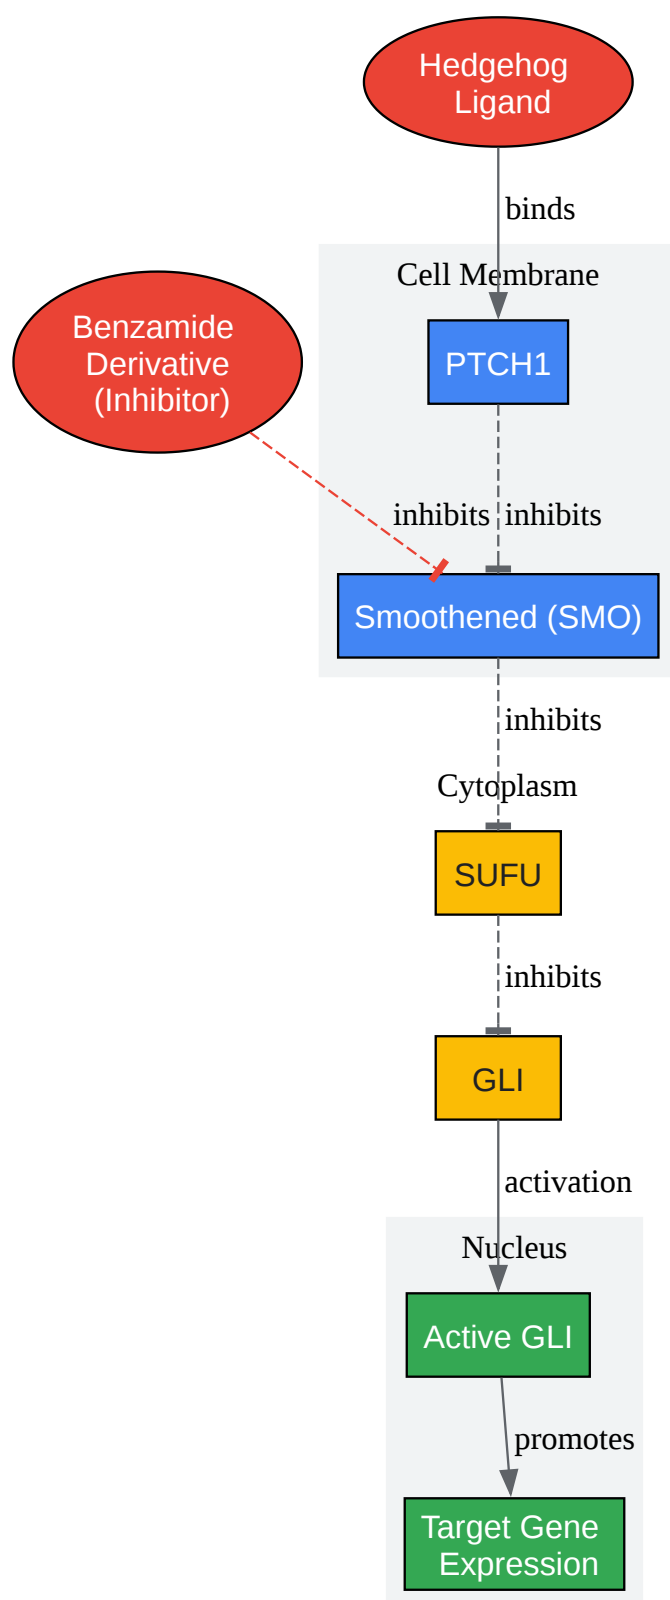 Hedgehog
Ligand
binds
Cell Membrane
Benzamide
Derivative
(Inhibitor)
PTCH1
inhibits
inhibits
Smoothened (SMO)
inhibits
Cytoplasm
SUFU
inhibits
GLI
activation
Nucleus
Active GLI
promotes
Target Gene
Expression